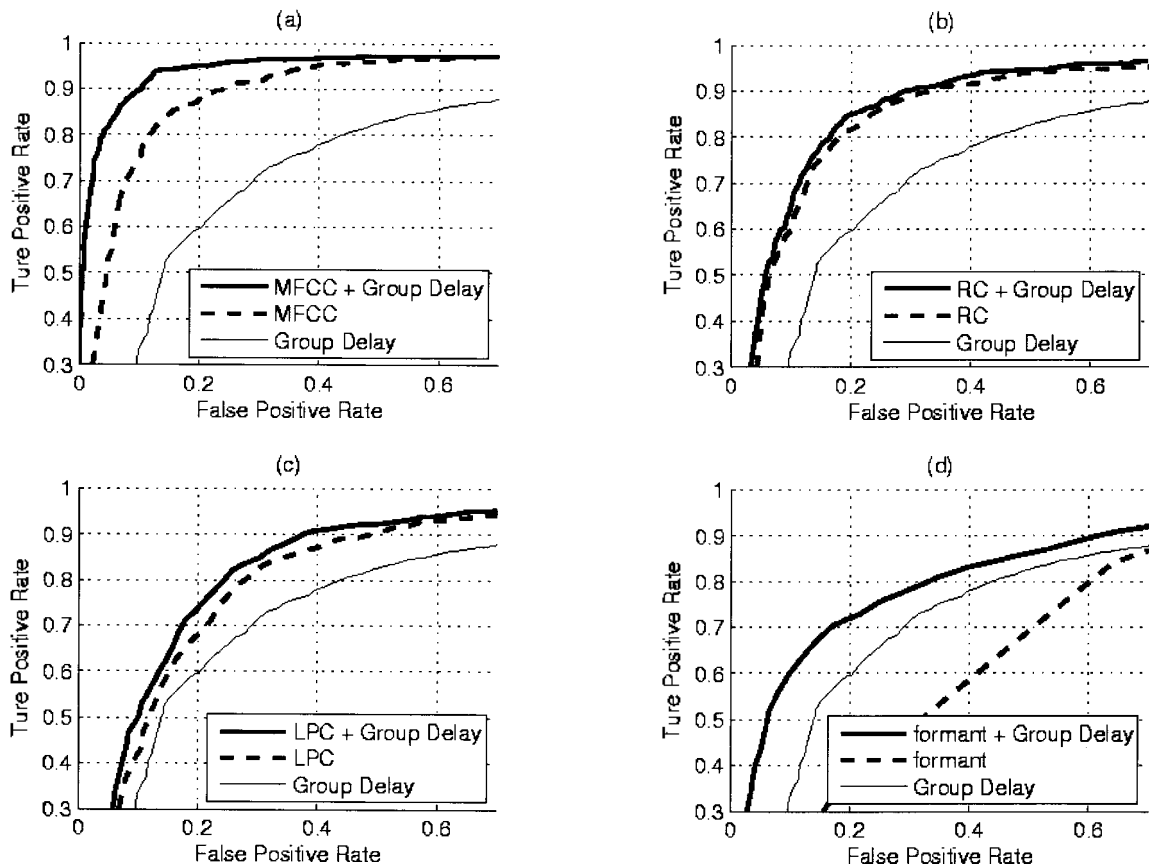 (a)
Ture Positive Rate
1
0.9
0.8
0.7
0.6
0.5
0.4
0.3
MFCC + Group Delay
MFCC
Group Delay
0 0.2 0.4 0.6
False Positive Rate
(b)
Ture Positive Rate
1
0.9
0.8
0.7
0.6
0.5
0.4
0.3
RC + Group Delay
RC
Group Delay
0 0.2 0.4 0.6
False Positive Rate
(c)
Ture Positive Rate
1
0.9
0.8
0.7
0.6
0.5
0.4
0.3
LPC + Group Delay
LPC
Group Delay
0 0.2 0.4 0.6
False Positive Rate
(d)
Ture Positive Rate
1
0.9
0.8
0.7
0.6
0.5
0.4
0.3
formant + Group Delay
formant
Group Delay
0 0.2 0.4 0.6
False Positive Rate